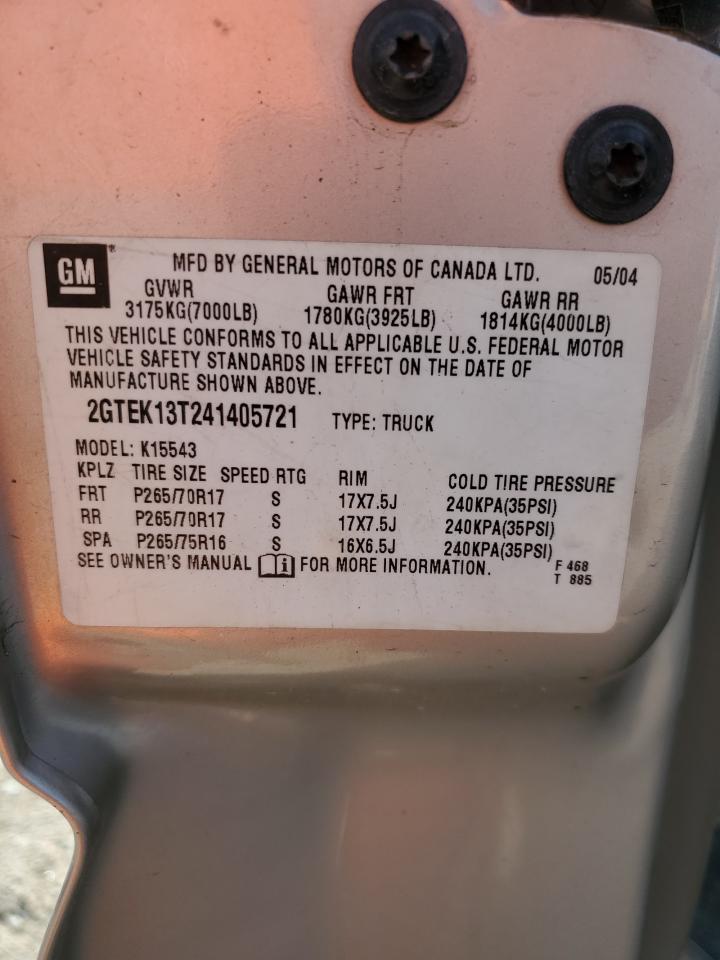 GM MFD BY GENERAL MOTORS OF CANADA LTD. 05/04
GVWR GAWR FRT GAWR RR
3175KG(7000LB) 1780KG(3925LB) 1814KG(4000LB)
THIS VEHICLE CONFORMS TO ALL APPLICABLE U.S. FEDERAL MOTOR
VEHICLE SAFETY STANDARDS IN EFFECT ON THE DATE OF
MANUFACTURE SHOWN ABOVE.
2GTEK13T241405721 TYPE: TRUCK
MODEL: K15543
KPLZ TIRE SIZE SPEED RTG RIM COLD TIRE PRESSURE
FRT P265/70R17 S 17X7.5J 240KPA(35PSI)
RR P265/70R17 S 17X7.5J 240KPA(35PSI)
SPA P265/75R16 S 16X6.5J 240KPA(35PSI)
SEE OWNER'S MANUAL i FOR MORE INFORMATION. F 468
T 885